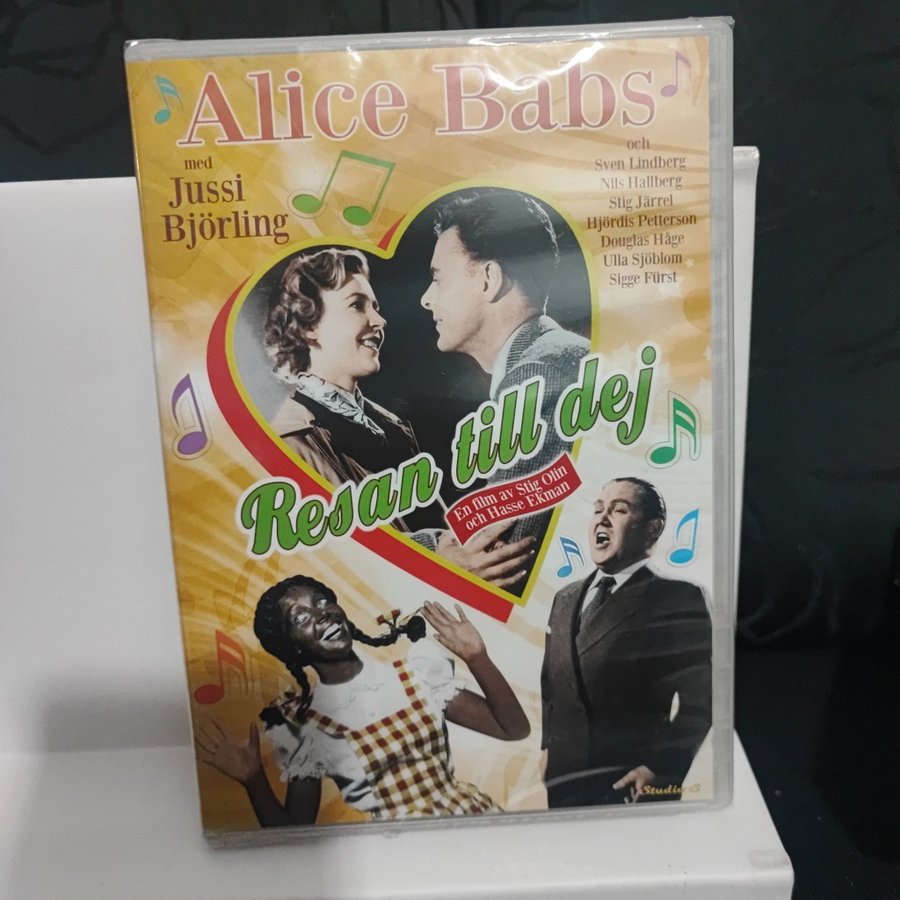 Alice Babs
med
Jussi
Björling
och
Sven Lindberg
Nils Hallberg
Stig Järrel
Hjördis Petterson
Douglas Håge
Ulla Sjöblom
Sigge Fürst
Resan till dej
En film av Stig Olin
och Hasse Ekman
Studio S